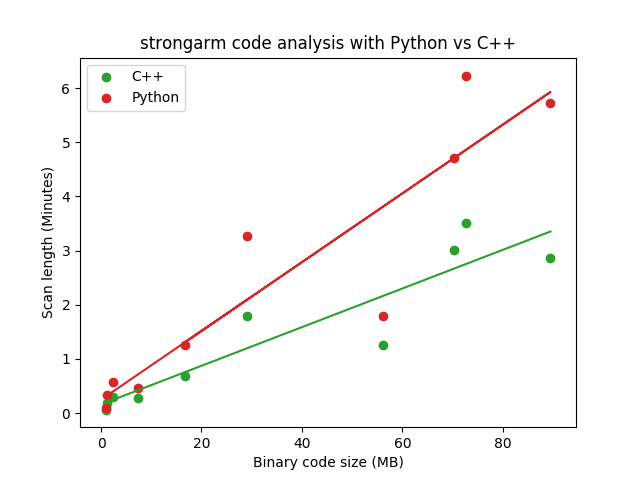 strongarm code analysis with Python vs C++
C++
Python
Scan length (Minutes)
6
5
4
3
2
1
0
0 20 40 60 80
Binary code size (MB)